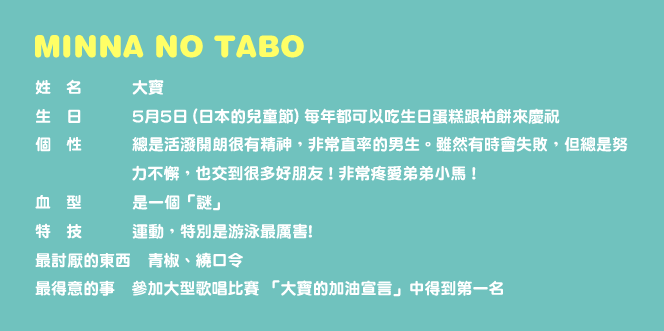 MINNA NO TABO
姓 名 大寶
生 日 5月5日(日本的兒童節)每年都可以吃生日蛋糕跟柏餅來慶祝
個 性 總是活潑開朗很有精神，非常直率的男生。雖然有時會失敗，但總是努
力不懈，也交到很多好朋友！非常疼愛弟弟小馬！
血 型 是一個「謎」
特 技 運動，特別是游泳最厲害!
最討厭的東西 青椒、繞口令
最得意的事 參加大型歌唱比賽 「大寶的加油宣言」中得到第一名